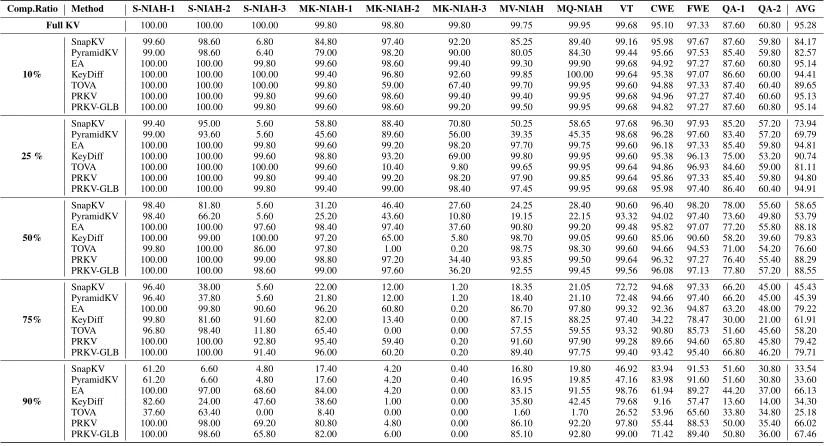 Comp.Ratio Method S-NIAH-1 S-NIAH-2 S-NIAH-3 MK-NIAH-1 MK-NIAH-2 MK-NIAH-3 MV-NIAH MQ-NIAH VT CWE FWE QA-1 QA-2 AVG
Full KV 100.00 100.00 100.00 99.80 98.80 99.80 99.75 99.95 99.68 95.10 97.33 87.60 60.80 95.28
SnapKV 99.60 98.60 6.80 84.80 97.40 92.20 85.25 89.40 99.16 95.98 97.67 87.60 59.80 84.17
PyramidKV 99.00 98.60 6.40 79.00 98.20 90.00 80.05 84.30 99.44 95.66 97.53 85.40 59.80 82.57
EA 100.00 100.00 99.80 99.60 98.60 99.40 99.30 99.90 99.68 94.92 97.27 87.60 60.80 95.14
10% KeyDiff 100.00 100.00 100.00 99.40 96.80 92.60 99.85 100.00 99.64 95.38 97.07 86.60 60.00 94.41
TOVA 100.00 100.00 100.00 99.80 59.00 67.40 99.70 99.95 99.60 94.88 97.33 87.40 60.40 89.65
PRKV 100.00 100.00 99.80 99.60 98.60 99.40 99.40 99.95 99.68 94.96 97.27 87.40 60.60 95.13
PRKV-GLB 100.00 100.00 99.80 99.60 98.60 99.20 99.50 99.95 99.68 94.82 97.27 87.60 60.80 95.14
SnapKV 99.40 95.00 5.60 58.80 88.40 70.80 50.25 58.65 97.68 96.30 97.93 85.20 57.20 73.94
PyramidKV 99.00 93.60 5.60 45.60 89.60 56.00 39.35 45.35 98.68 96.28 97.60 83.40 57.20 69.79
EA 100.00 100.00 99.80 99.60 99.20 98.20 97.70 99.75 99.60 96.18 97.33 85.40 59.80 94.81
25 % KeyDiff 100.00 100.00 99.60 98.80 93.20 69.00 99.80 99.95 99.60 95.38 96.13 75.00 53.20 90.74
TOVA 100.00 100.00 100.00 99.60 10.40 9.80 99.65 99.95 99.64 94.86 96.93 84.60 59.00 81.11
PRKV 100.00 100.00 99.80 99.40 99.20 98.20 97.90 99.85 99.64 95.86 97.33 85.40 59.80 94.80
PRKV-GLB 100.00 100.00 99.80 99.40 99.00 98.40 97.45 99.95 99.68 95.98 97.40 86.40 60.40 94.91
SnapKV 98.40 81.80 5.60 31.20 46.40 27.60 24.25 28.40 90.60 96.40 98.20 78.00 55.60 58.65
PyramidKV 98.40 66.20 5.60 25.20 43.60 10.80 19.15 22.15 93.32 94.02 97.40 73.60 49.80 53.79
EA 100.00 100.00 97.60 98.40 97.40 37.60 90.80 99.20 99.48 95.82 97.07 77.20 55.80 88.18
50% KeyDiff 100.00 99.00 100.00 97.20 65.00 5.80 98.70 99.05 99.60 85.06 90.60 58.20 39.60 79.83
TOVA 99.80 100.00 86.00 97.80 1.00 0.20 98.75 98.30 99.60 94.66 94.53 71.00 54.20 76.60
PRKV 100.00 100.00 99.00 98.80 97.20 34.40 93.85 99.50 99.64 96.32 97.27 76.40 55.40 88.29
PRKV-GLB 100.00 100.00 98.60 99.00 97.60 36.20 92.55 99.45 99.56 96.08 97.13 77.80 57.20 88.55
SnapKV 96.40 38.00 5.60 22.00 12.00 1.20 18.35 21.05 72.72 94.68 97.33 66.20 45.00 45.43
PyramidKV 96.40 37.80 5.60 21.80 12.00 1.20 18.40 21.10 72.48 94.66 97.40 66.20 45.00 45.39
EA 100.00 99.80 90.60 96.20 60.80 0.20 86.70 97.80 99.32 92.36 94.87 63.20 48.00 79.22
75% KeyDiff 99.80 81.60 91.60 82.00 13.40 0.00 87.15 88.25 97.40 34.22 78.47 30.00 21.00 61.91
TOVA 96.80 98.40 11.80 65.40 0.00 0.00 57.55 59.55 93.32 90.80 85.73 51.60 45.60 58.20
PRKV 100.00 100.00 92.80 95.40 59.40 0.20 91.60 97.90 99.28 89.66 94.60 65.80 45.80 79.42
PRKV-GLB 100.00 100.00 91.40 96.00 60.20 0.20 89.40 97.75 99.40 93.42 95.40 66.80 46.20 79.71
SnapKV 61.20 6.60 4.80 17.40 4.20 0.40 16.80 19.80 46.92 83.94 91.53 51.60 30.80 33.54
PyramidKV 61.20 6.60 4.80 17.60 4.20 0.40 16.95 19.85 47.16 83.98 91.60 51.60 30.80 33.60
EA 100.00 97.00 68.60 84.00 4.20 0.00 83.15 91.55 98.76 61.94 89.27 44.20 37.00 66.13
90% KeyDiff 82.60 24.00 47.60 38.60 1.00 0.00 35.80 42.45 79.68 9.16 57.47 13.60 14.00 34.30
TOVA 37.60 63.40 0.00 8.40 0.00 0.00 1.60 1.70 26.52 53.96 65.60 33.80 34.80 25.18
PRKV 100.00 98.00 69.20 80.80 4.80 0.00 86.10 92.20 97.80 55.44 88.53 50.00 35.40 66.02
PRKV-GLB 100.00 98.60 65.80 82.00 6.00 0.00 85.10 92.80 99.00 71.42 89.40 50.80 36.00 67.46